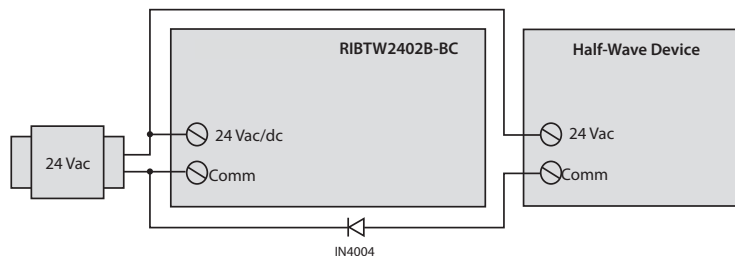 RIBTW2402B-BC
Half-Wave Device
24 Vac
24 Vac/dc
Comm
24 Vac
Comm
IN4004